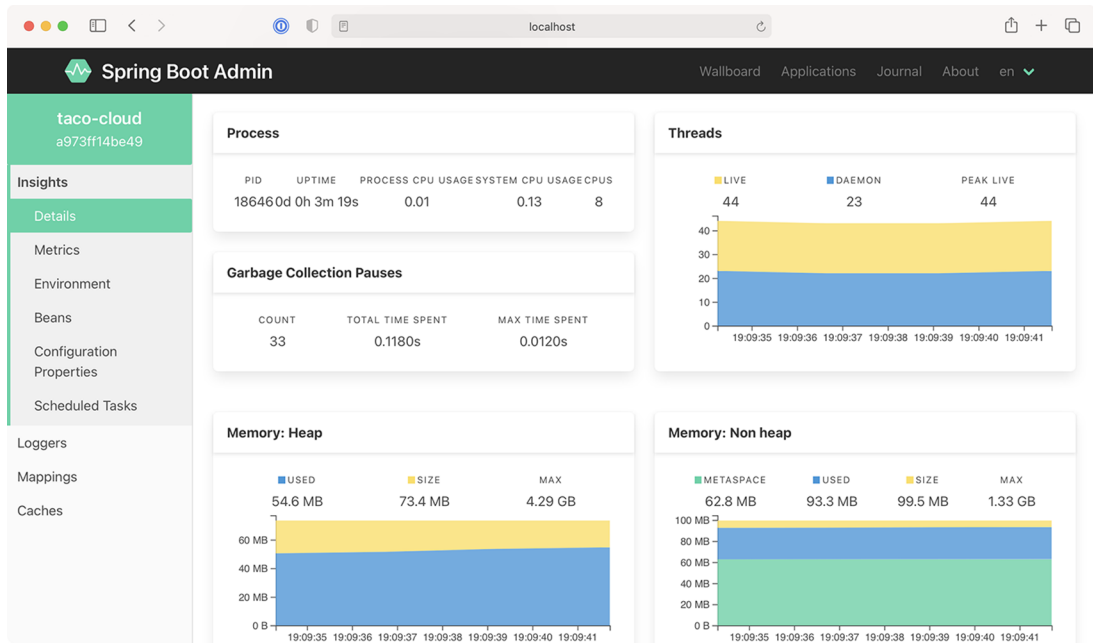 localhost
Spring Boot Admin
Wallboard Applications Journal About en
taco-cloud
a973ff14be49
Insights
Details
Metrics
Environment
Beans
Configuration
Properties
Scheduled Tasks
Loggers
Mappings
Caches
Process
PID UPTIME PROCESS CPU USAGE SYSTEM CPU USAGE CPUS
18646 0d 0h 3m 19s 0.01 0.13 8
Garbage Collection Pauses
COUNT TOTAL TIME SPENT MAX TIME SPENT
33 0.1180s 0.0120s
Threads
LIVE DAEMON PEAK LIVE
44 23 44
40
30
20
10
0
19:09:35 19:09:36 19:09:37 19:09:38 19:09:39 19:09:40 19:09:41
Memory: Heap
USED SIZE MAX
54.6 MB 73.4 MB 4.29 GB
60 MB
40 MB
20 MB
0 B
19:09:35 19:09:36 19:09:37 19:09:38 19:09:39 19:09:40 19:09:41
Memory: Non heap
METASPACE USED SIZE MAX
62.8 MB 93.3 MB 99.5 MB 1.33 GB
100 MB
80 MB
60 MB
40 MB
20 MB
0 B
19:09:35 19:09:36 19:09:37 19:09:38 19:09:39 19:09:40 19:09:41